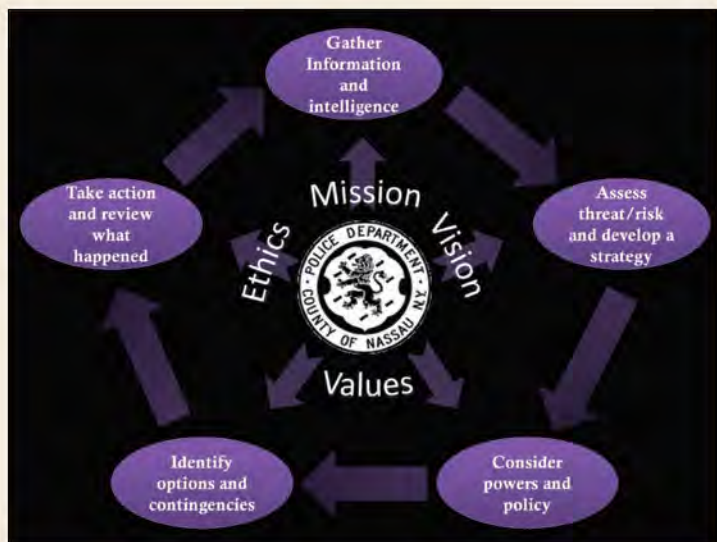 Gather
Information
and
intelligence
Assess
threat/risk
and develop a
strategy
Consider
powers and
policy
Identify
options and
contingencies
Take action
and review
what
happened
Ethics
Mission
Vision
Values
· POLICE DEPARTMENT ·
COUNTY OF NASSAU N.Y.